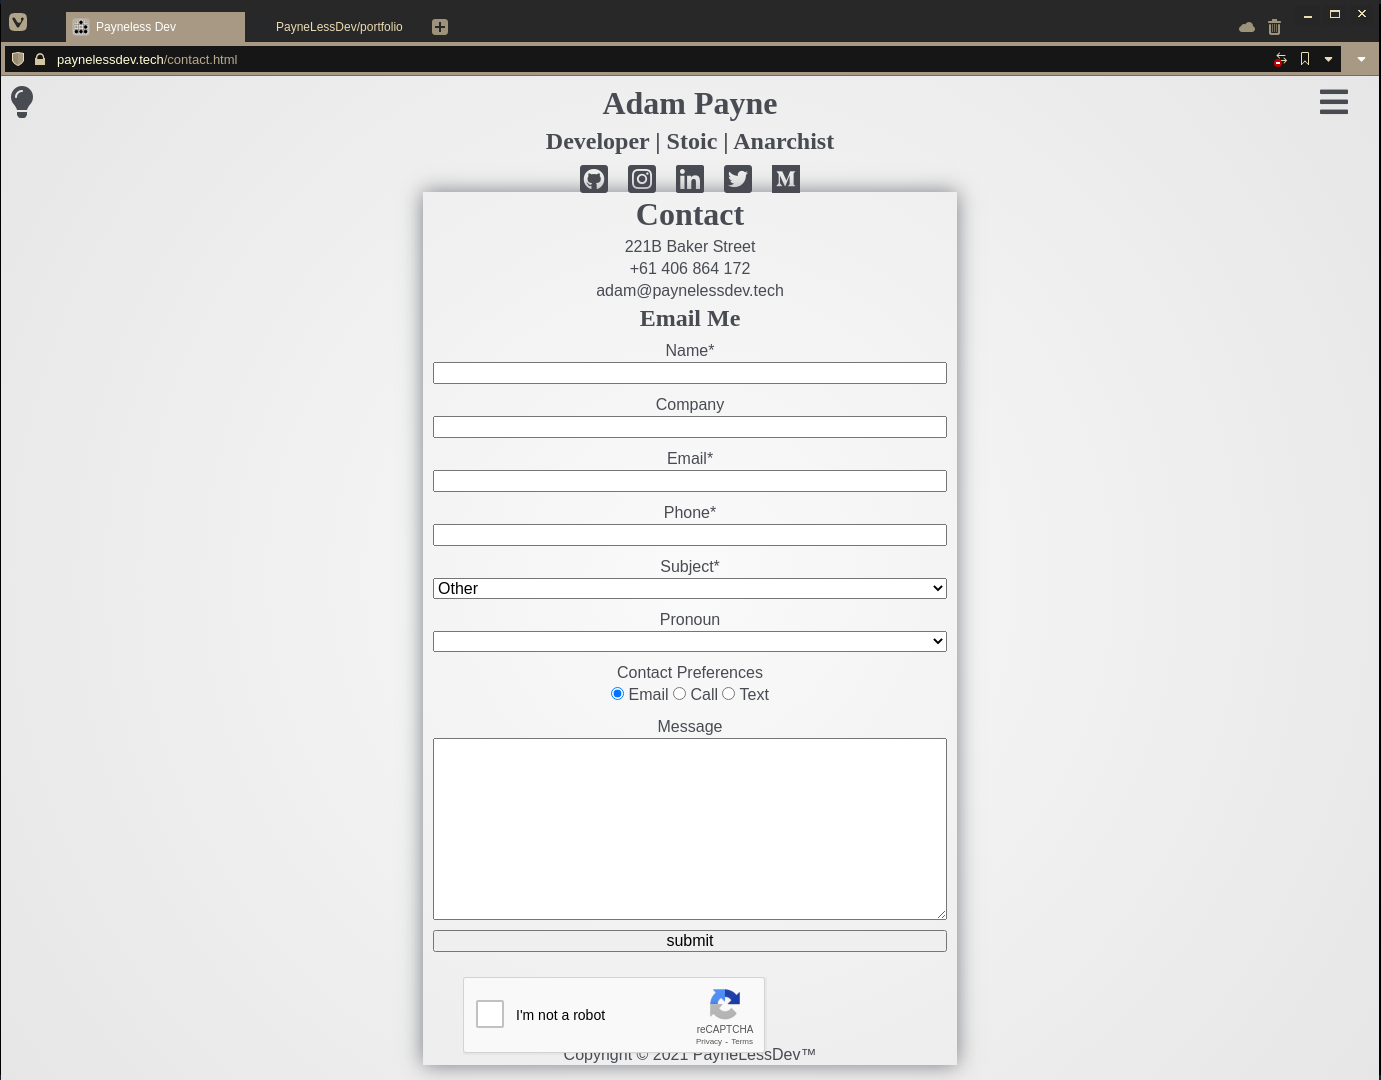 Payneless Dev
PayneLessDev/portfolio
paynelessdev.tech/contact.html
Adam Payne
Developer | Stoic | Anarchist
Contact
221B Baker Street
+61 406 864 172
adam@paynelessdev.tech
Email Me
Name*
Company
Email*
Phone*
Subject*
Other
Pronoun
Contact Preferences
Email Call Text
Message
submit
I'm not a robot
reCAPTCHA
Privacy - Terms
Copyright © 2021 PayneLessDev™